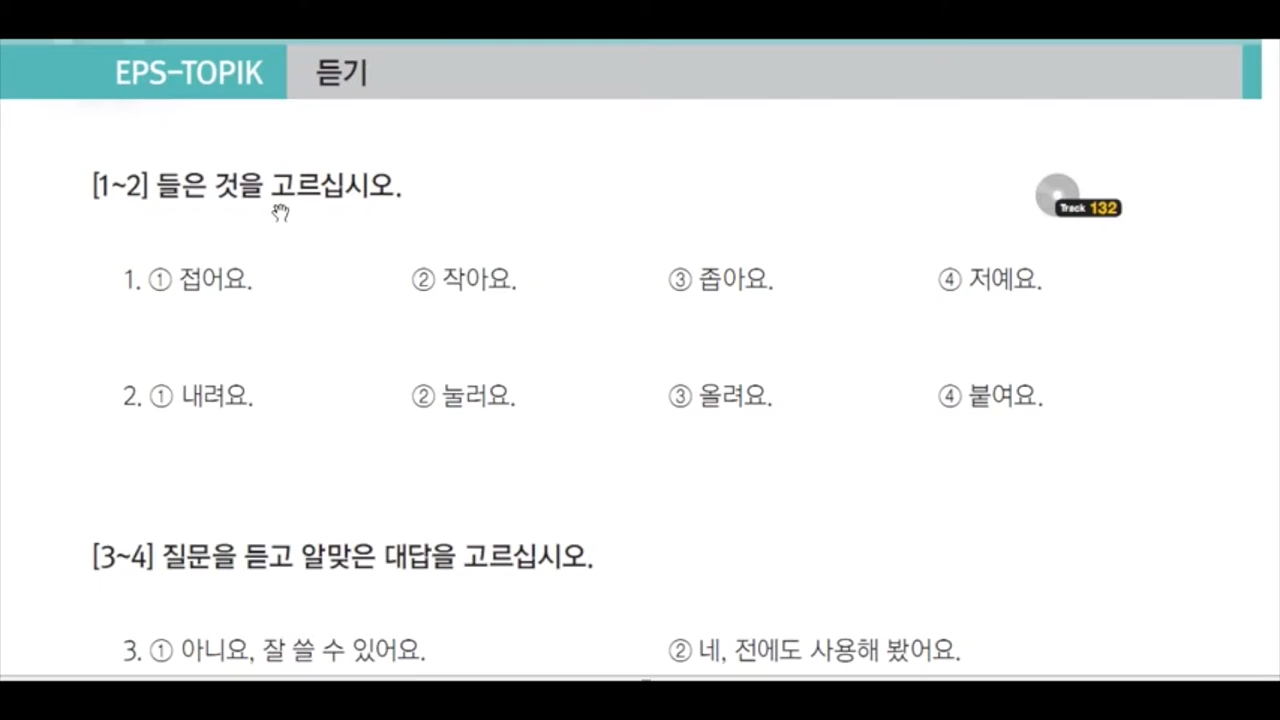 EPS-TOPIK 듣기
[1~2] 들은 것을 고르십시오.
Track 132
1. ① 접어요. ② 작아요. ③ 좁아요. ④ 저예요.
2. ① 내려요. ② 눌러요. ③ 올려요. ④ 붙여요.
[3~4] 질문을 듣고 알맞은 대답을 고르십시오.
3. ① 아니요, 잘 쓸 수 있어요. ② 네, 전에도 사용해 봤어요.